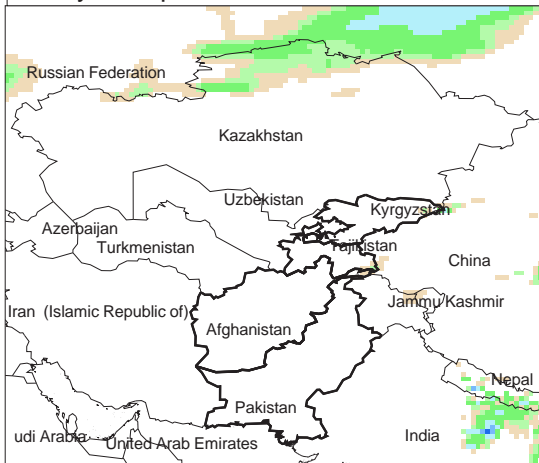 Russian Federation
Kazakhstan
Uzbekistan
Kyrgyzstan
Azerbaijan
Turkmenistan
Tajikistan
China
Iran (Islamic Republic of)
Jammu/Kashmir
Afghanistan
Nepal
Pakistan
udi Arabia
United Arab Emirates
India